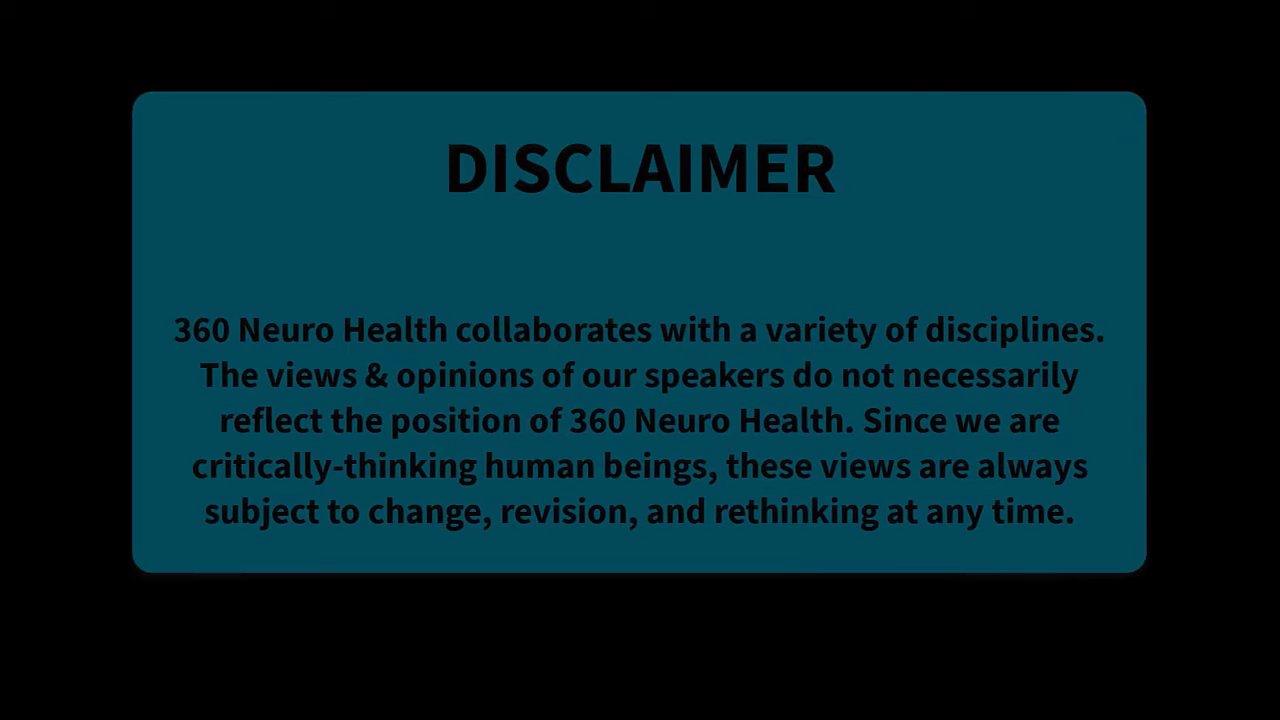 DISCLAIMER
360 Neuro Health collaborates with a variety of disciplines.
The views & opinions of our speakers do not necessarily
reflect the position of 360 Neuro Health. Since we are
critically-thinking human beings, these views are always
subject to change, revision, and rethinking at any time.